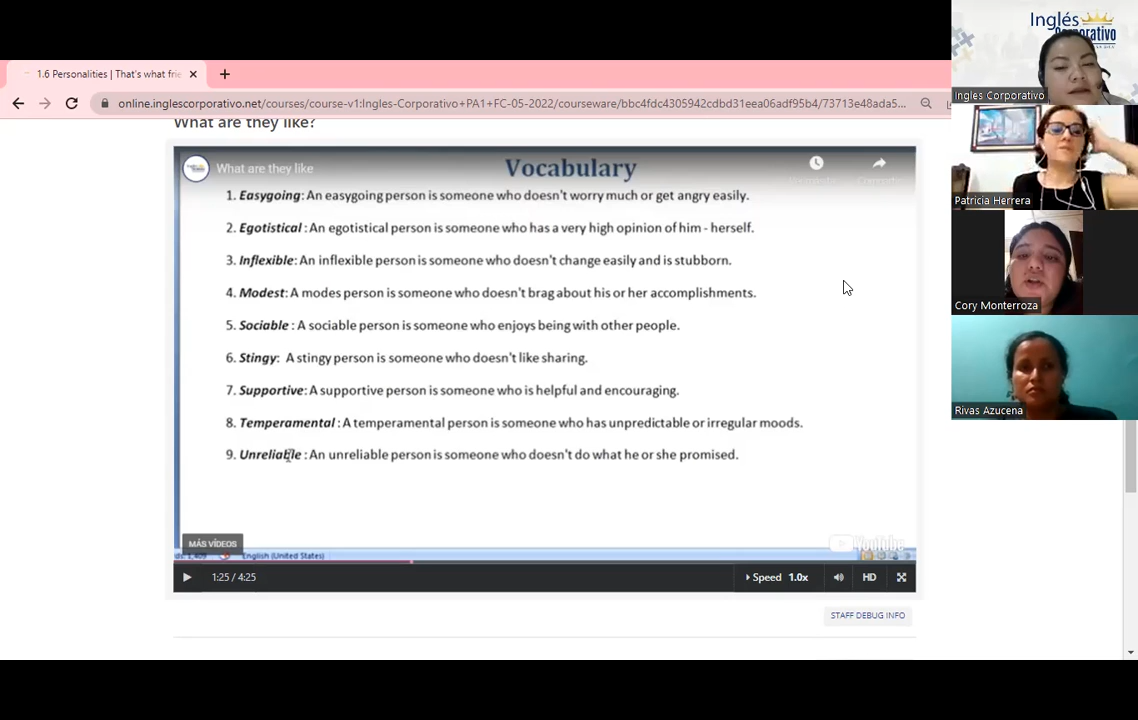 Inglés
Corporativo
1.6 Personalities | That's what frie
online.inglescorporativo.net/courses/course-v1:Ingles-Corporativo+PA1+FC-05-2022/courseware/bbc4fdc4305942cdbd31eea06adf95b4/73713e48ada5...
Ingles Corporativo
What are they like?
What are they like
Vocabulary
1. Easygoing: An easygoing person is someone who doesn't worry much or get angry easily.
2. Egotistical : An egotistical person is someone who has a very high opinion of him - herself.
3. Inflexible: An inflexible person is someone who doesn't change easily and is stubborn.
4. Modest: A modes person is someone who doesn't brag about his or her accomplishments.
5. Sociable : A sociable person is someone who enjoys being with other people.
6. Stingy: A stingy person is someone who doesn't like sharing.
7. Supportive: A supportive person is someone who is helpful and encouraging.
8. Temperamental : A temperamental person is someone who has unpredictable or irregular moods.
9. Unreliable : An unreliable person is someone who doesn't do what he or she promised.
Patricia Herrera
Cory Monterroza
Rivas Azucena
MÁS VÍDEOS
YouTube
English (United States)
1:25 / 4:25
Speed 1.0x
HD
STAFF DEBUG INFO